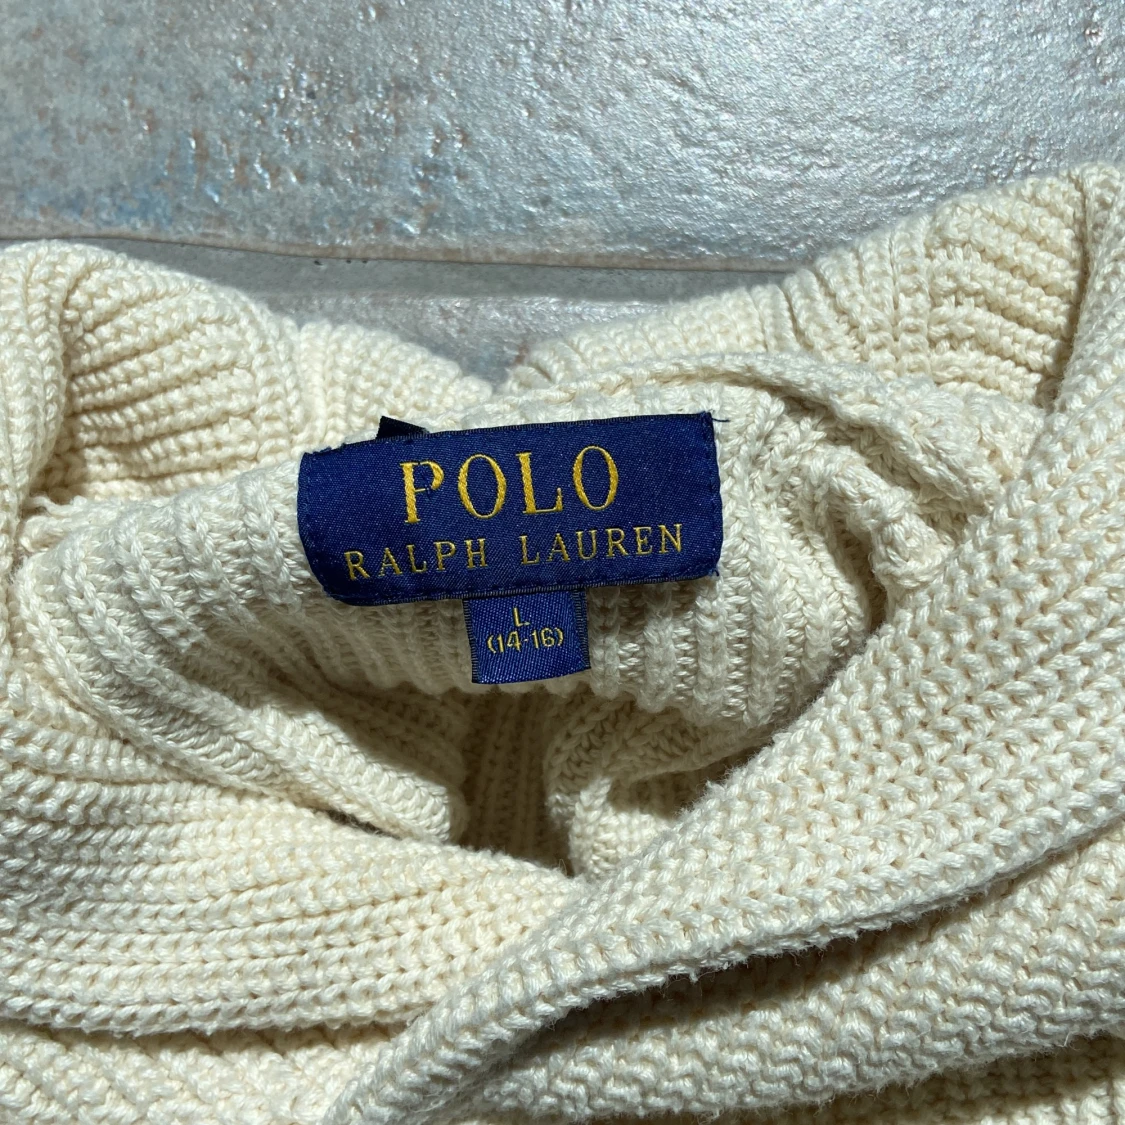 POLO
RALPH LAUREN
L
(14-16)